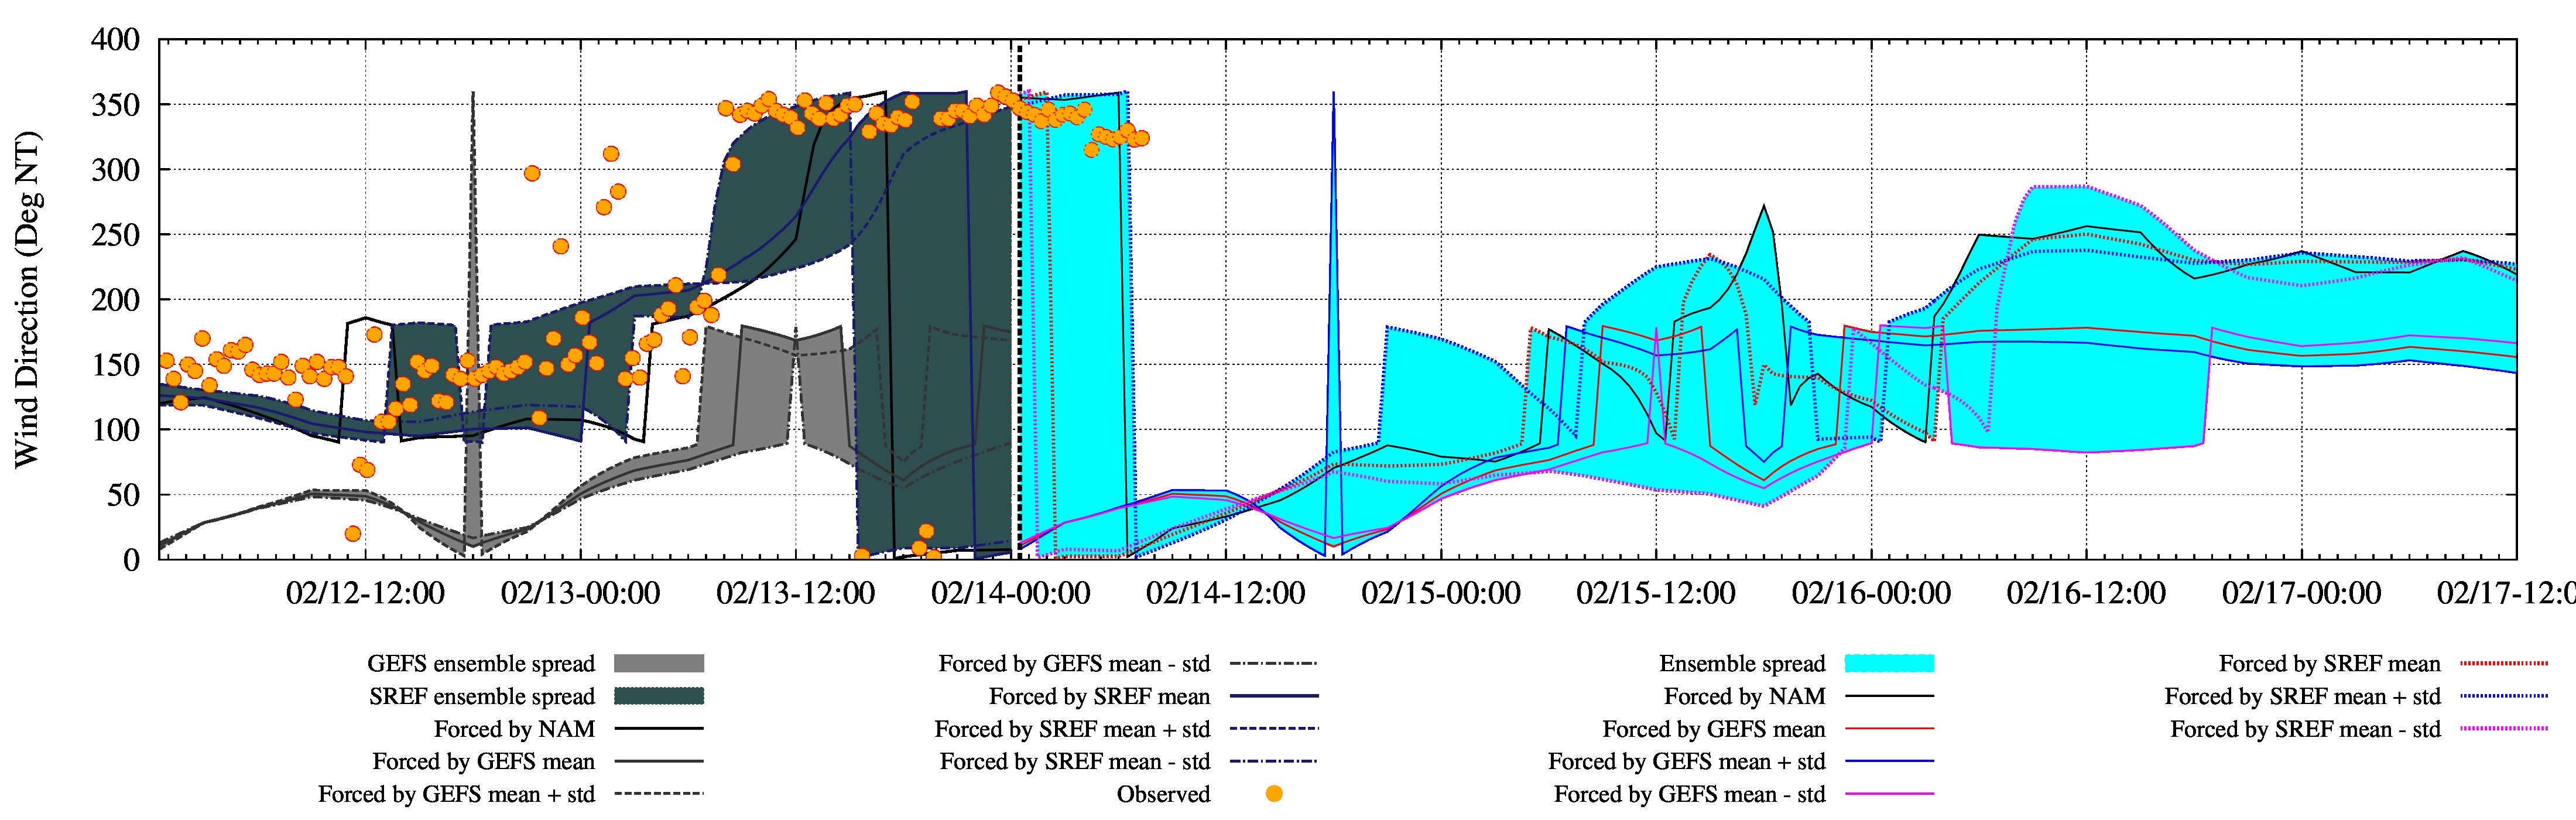 400
350
300
250
200
150
100
50
0
Wind Direction (Deg NT)
02/12-12:00 02/13-00:00 02/13-12:00 02/14-00:00 02/14-12:00 02/15-00:00 02/15-12:00 02/16-00:00 02/16-12:00 02/17-00:00 02/17-12:0
GEFS ensemble spread
SREF ensemble spread
Forced by NAM
Forced by GEFS mean
Forced by GEFS mean + std
Forced by GEFS mean - std
Forced by SREF mean
Forced by SREF mean + std
Forced by SREF mean - std
Observed
Ensemble spread
Forced by NAM
Forced by GEFS mean
Forced by GEFS mean + std
Forced by GEFS mean - std
Forced by SREF mean
Forced by SREF mean + std
Forced by SREF mean - std